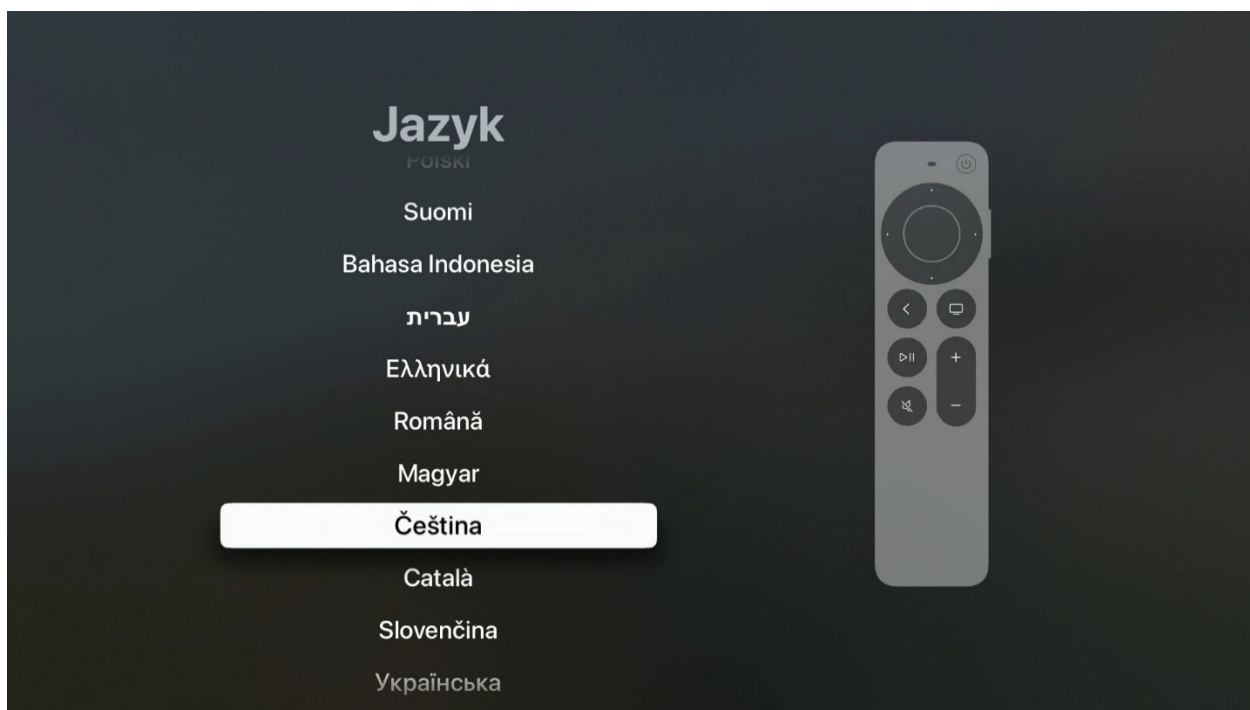 Jazyk
Polski
Suomi
Bahasa Indonesia
עברית
Ελληνικά
Română
Magyar
Čeština
Català
Slovenčina
Українська